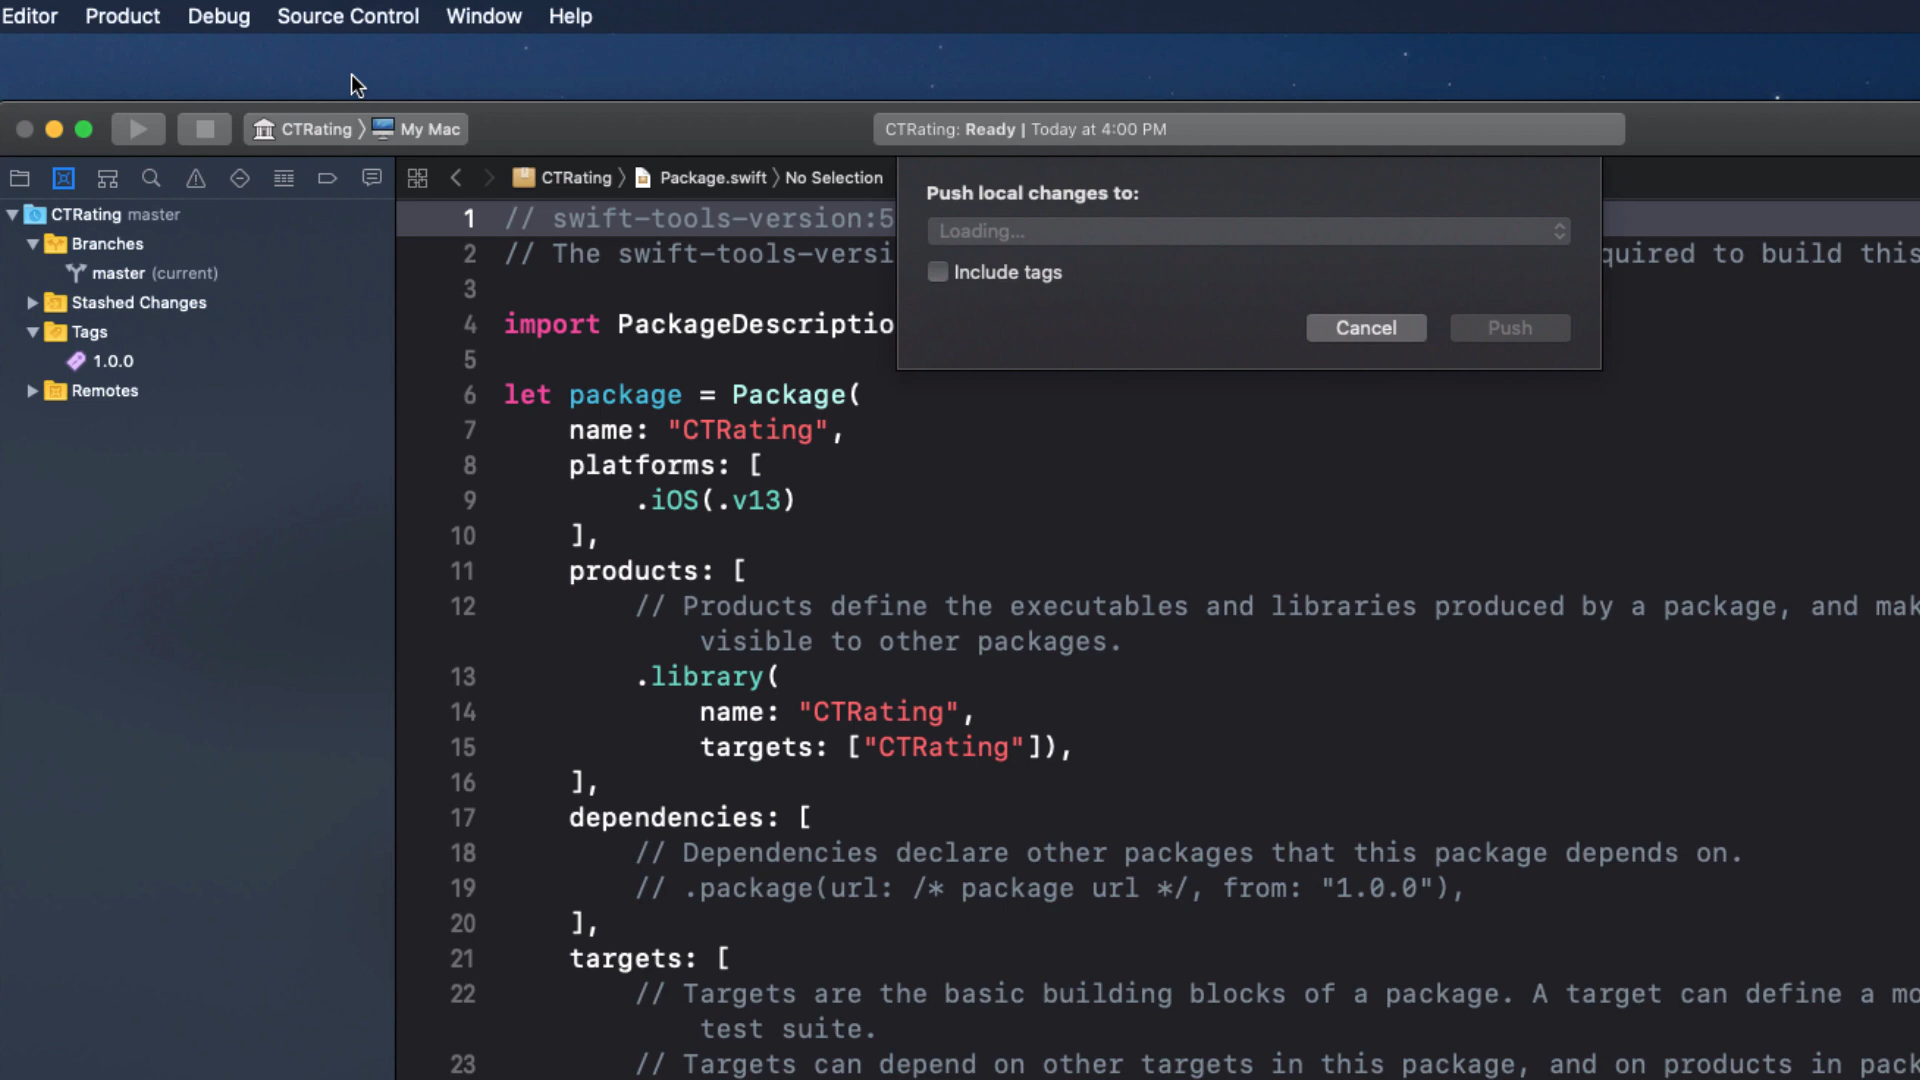 Editor Product Debug Source Control Window Help
CTRating My Mac
CTRating: Ready | Today at 4:00 PM
CTRating Package.swift No Selection
CTRating master
Branches
master (current)
Stashed Changes
Tags
1.0.0
Remotes
Push local changes to:
Loading...
Include tags
Cancel Push
1 // swift-tools-version:5
2 // The swift-tools-versi quired to build this
3
4 import PackageDescriptio
5
6 let package = Package(
7 name: "CTRating",
8 platforms: [
9 .iOS(.v13)
10 ],
11 products: [
12 // Products define the executables and libraries produced by a package, and mak
visible to other packages.
13 .library(
14 name: "CTRating",
15 targets: ["CTRating"]),
16 ],
17 dependencies: [
18 // Dependencies declare other packages that this package depends on.
19 // .package(url: /* package url */, from: "1.0.0"),
20 ],
21 targets: [
22 // Targets are the basic building blocks of a package. A target can define a mo
test suite.
23 // Targets can depend on other targets in this package, and on products in pack